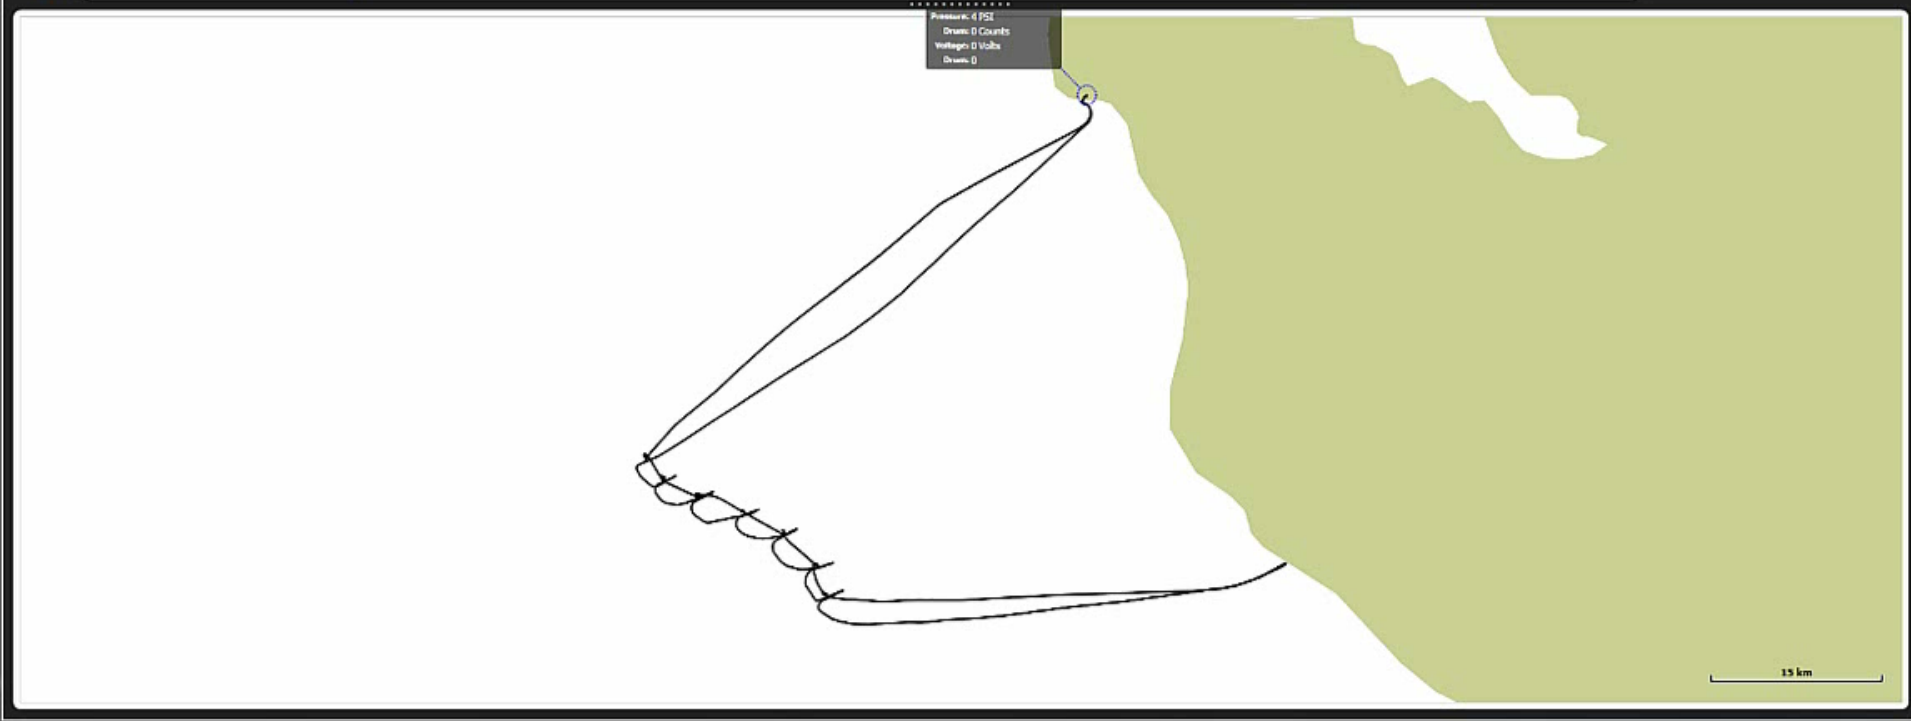 Pressure: 4 PSI
Drum: 0 Counts
Voltage: 0 Volts
Drum: 0
15 km